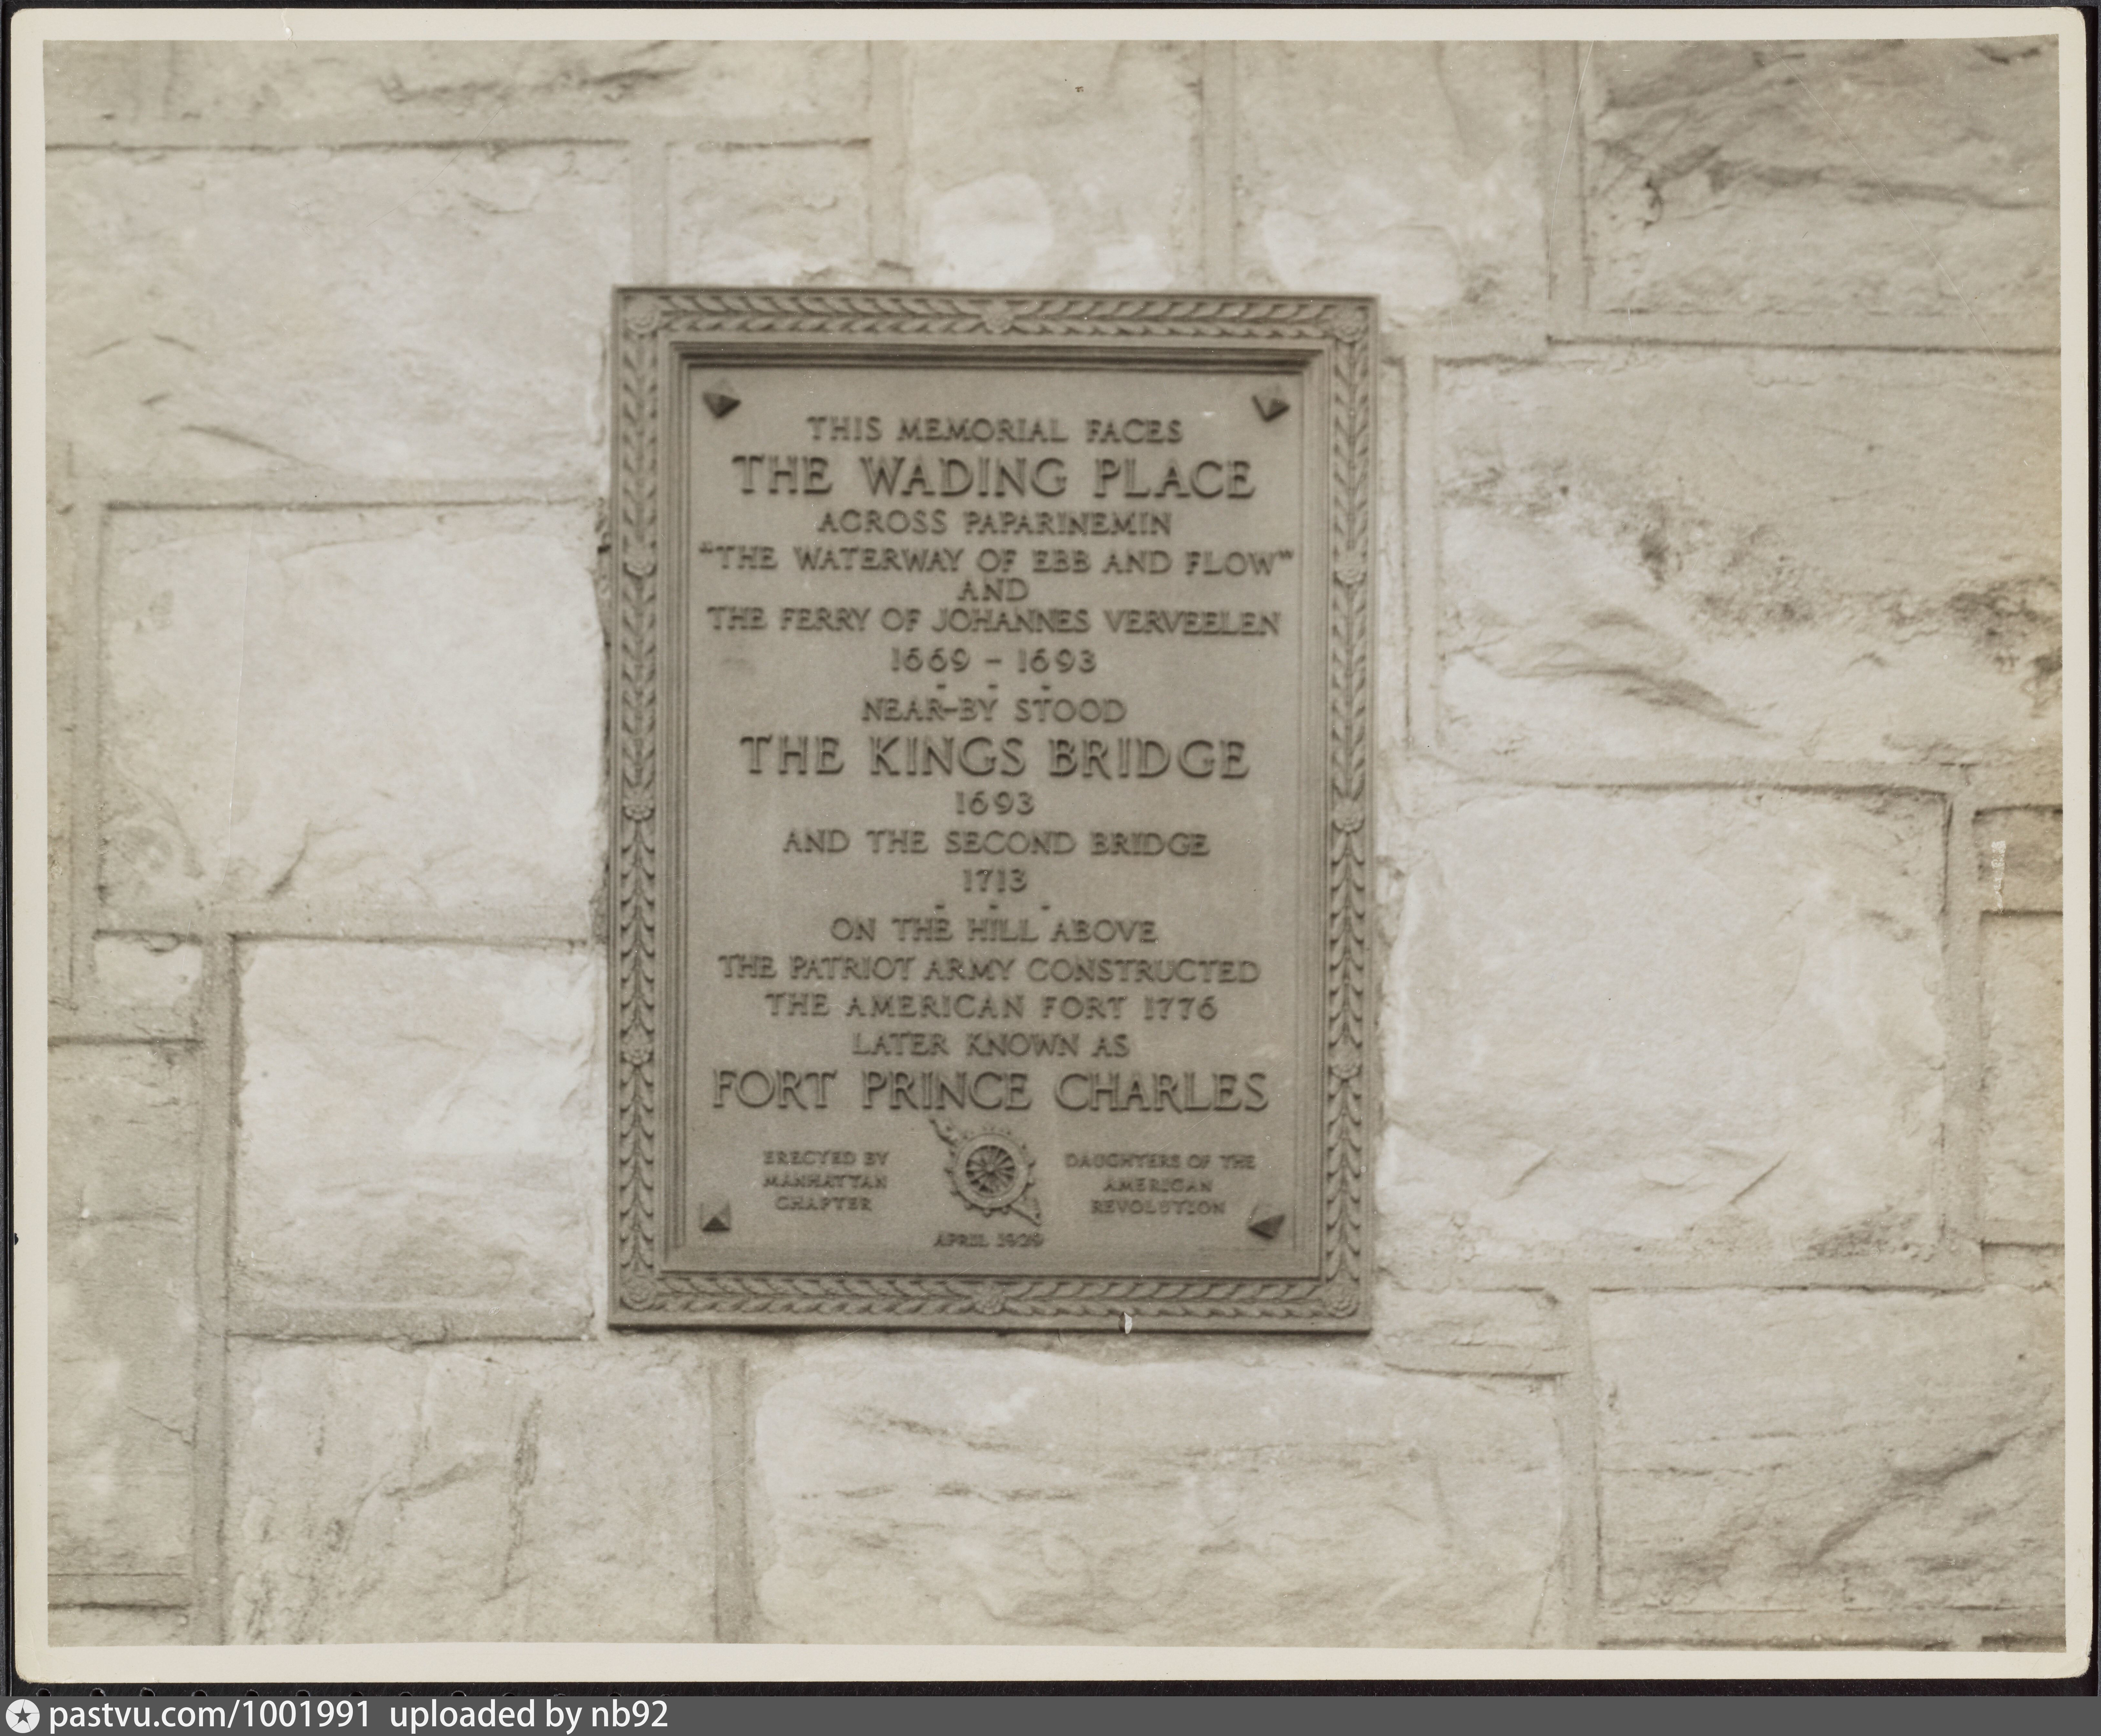 THIS MEMORIAL FACES
THE WADING PLACE
ACROSS PAPARINEMIN
"THE WATERWAY OF EBB AND FLOW"
AND
THE FERRY OF JOHANNES VERVEELEN
1669 - 1693
- - -
NEAR-BY STOOD
THE KINGS BRIDGE
1693
AND THE SECOND BRIDGE
1713
- - -
ON THE HILL ABOVE
THE PATRIOT ARMY CONSTRUCTED
THE AMERICAN FORT 1776
LATER KNOWN AS
FORT PRINCE CHARLES
ERECTED BY
MANHATTAN
CHAPTER
DAUGHTERS OF THE
AMERICAN
REVOLUTION
APRIL 1929
pastvu.com/1001991 uploaded by nb92